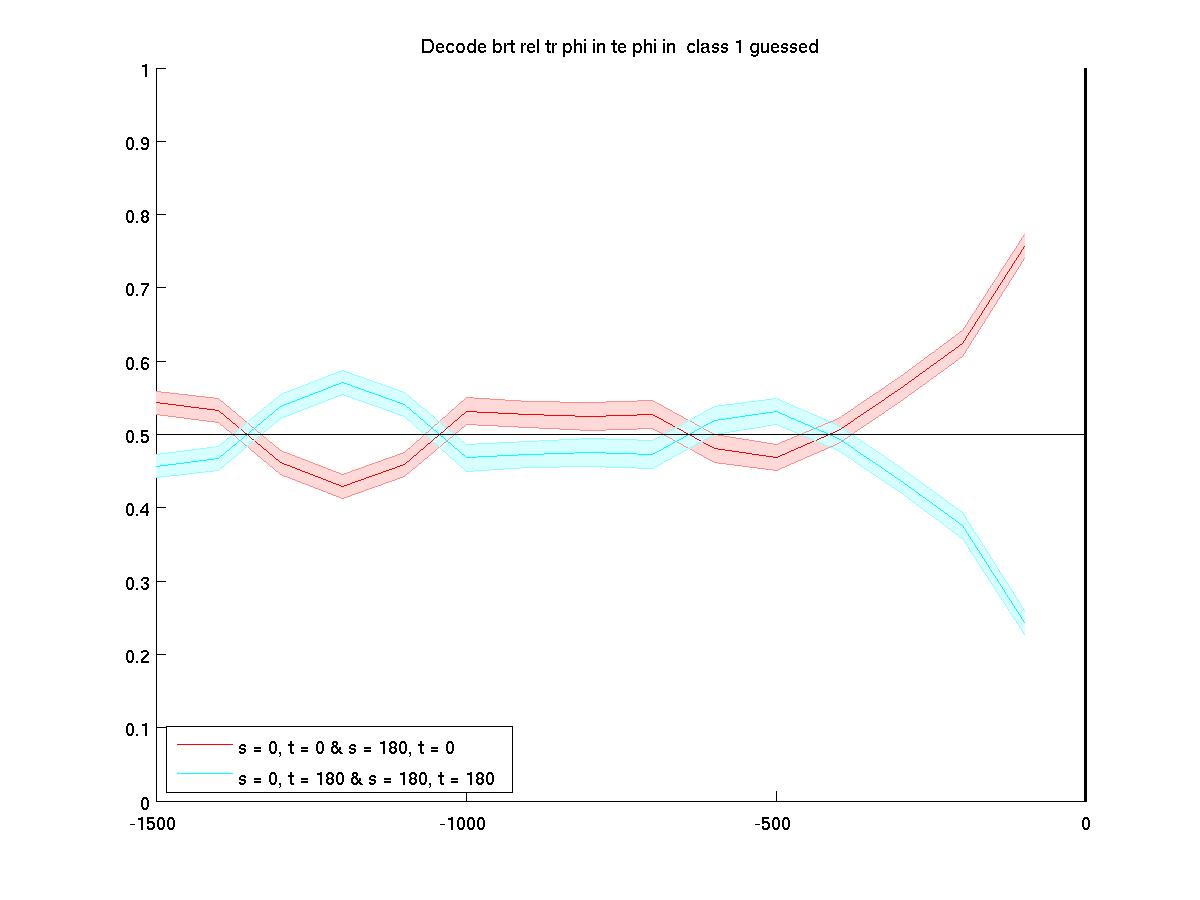 Decode brt rel tr phi in te phi in  class 1 guessed
1
0.9
0.8
0.7
0.6
0.5
0.4
0.3
0.2
0.1
0
s = 0, t = 0 & s = 180, t = 0
s = 0, t = 180 & s = 180, t = 180
-1500 -1000 -500 0